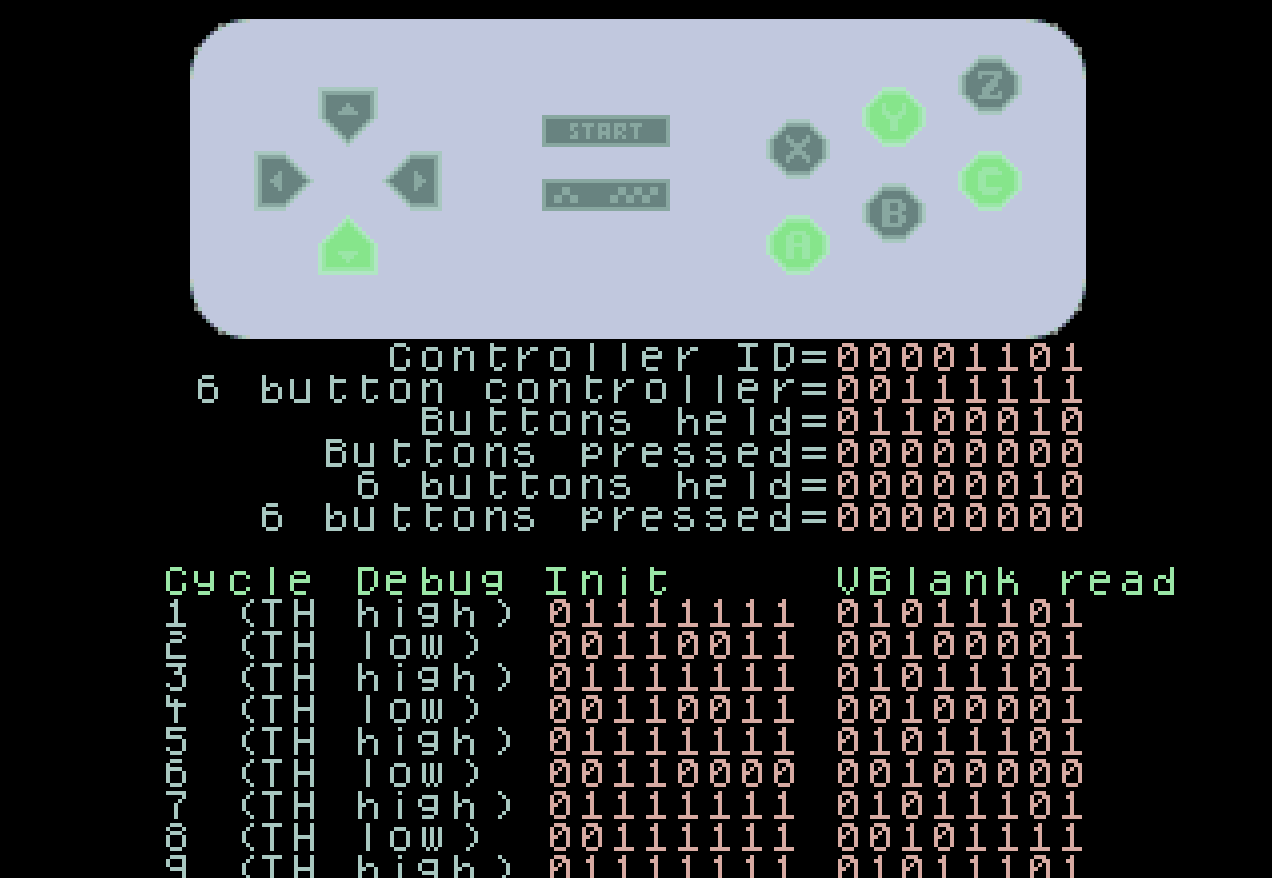 Z
Y
START
X
C
B
A
Controller ID=00001101
6 button controller=00111111
Buttons held=01100010
Buttons pressed=00000000
6 buttons held=00000010
6 buttons pressed=00000000
Cycle Debug Init VBlank read
1 (TH high) 01111111 01011101
2 (TH low) 00110011 00100001
3 (TH high) 01111111 01011101
4 (TH low) 00110011 00100001
5 (TH high) 01111111 01011101
6 (TH low) 00110000 00100000
7 (TH high) 01111111 01011101
8 (TH low) 00111111 00101111
9 (TH high) 01111111 01011101